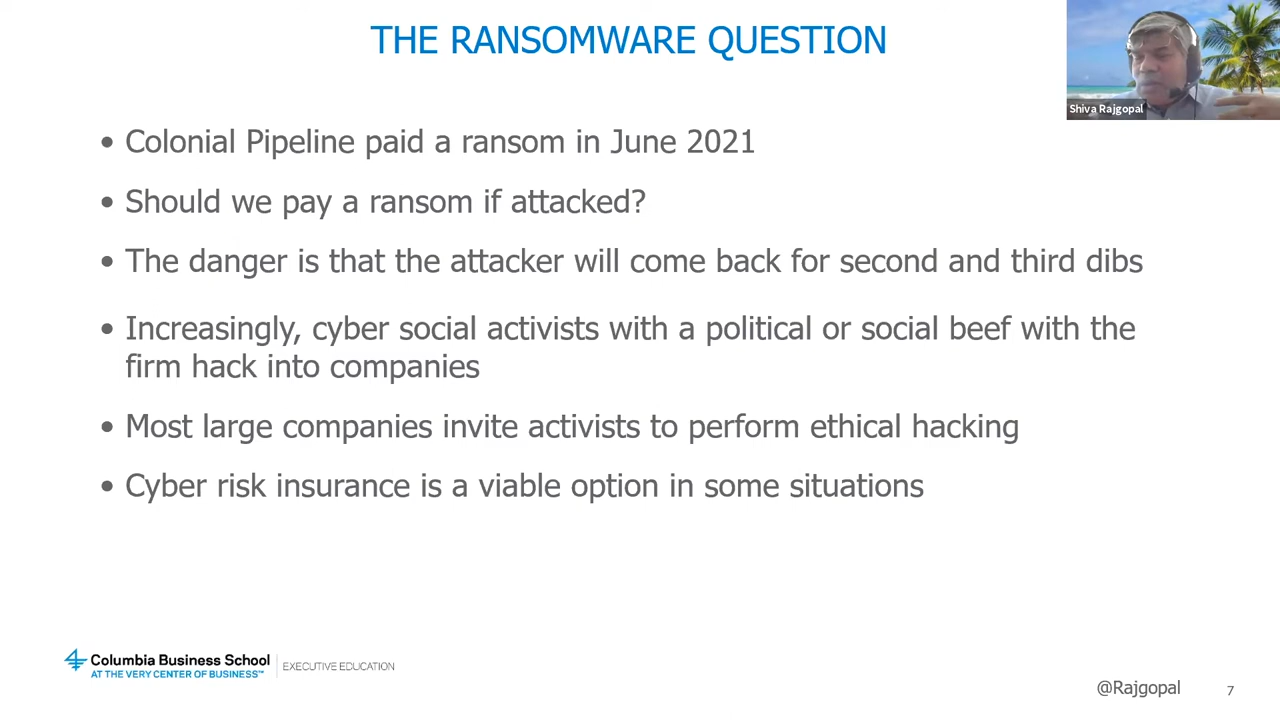 THE RANSOMWARE QUESTION
Shiva Rajgopal
• Colonial Pipeline paid a ransom in June 2021
• Should we pay a ransom if attacked?
• The danger is that the attacker will come back for second and third dibs
• Increasingly, cyber social activists with a political or social beef with the
firm hack into companies
• Most large companies invite activists to perform ethical hacking
• Cyber risk insurance is a viable option in some situations
Columbia Business School
AT THE VERY CENTER OF BUSINESS™
EXECUTIVE EDUCATION
@Rajgopal
7